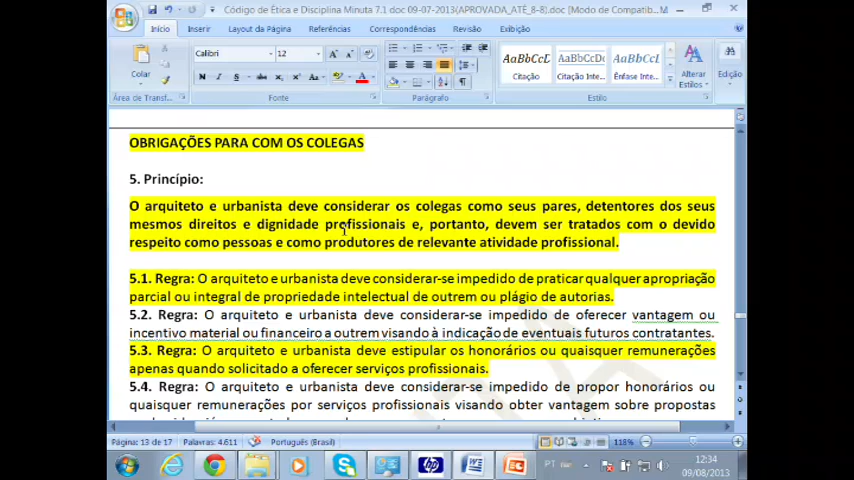 Código de Ética e Disciplina Minuta 7.1 doc 09-07-2013(APROVADA_ATÉ_8-8).doc [Modo de Compatib...
Início Inserir Layout da Página Referências Correspondências Revisão Exibição
Calibri 12
AaBbCcD AaBbCcDc AaBbCcL
Colar Citação Citação Inte... Ênfase Inte... Alterar Estilos Edição
Área de Transf... Fonte Parágrafo Estilo
OBRIGAÇÕES PARA COM OS COLEGAS
5. Princípio:
O arquiteto e urbanista deve considerar os colegas como seus pares, detentores dos seus
mesmos direitos e dignidade profissionais e, portanto, devem ser tratados com o devido
respeito como pessoas e como produtores de relevante atividade profissional.
5.1. Regra: O arquiteto e urbanista deve considerar-se impedido de praticar qualquer apropriação
parcial ou integral de propriedade intelectual de outrem ou plágio de autorias.
5.2. Regra: O arquiteto e urbanista deve considerar-se impedido de oferecer vantagem ou
incentivo material ou financeiro a outrem visando à indicação de eventuais futuros contratantes.
5.3. Regra: O arquiteto e urbanista deve estipular os honorários ou quaisquer remunerações
apenas quando solicitado a oferecer serviços profissionais.
5.4. Regra: O arquiteto e urbanista deve considerar-se impedido de propor honorários ou
quaisquer remunerações por serviços profissionais visando obter vantagem sobre propostas
Página: 13 de 17 Palavras: 4.611 Português (Brasil) 118%
PT 12:34
09/08/2013